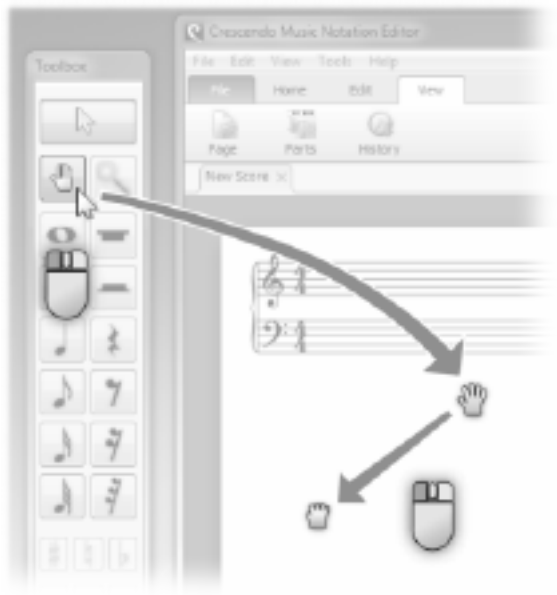 Crescendo Music Notation Editor
File Edit View Tools Help
Toolbox
File Home Edit View
Page Parts History
New Score